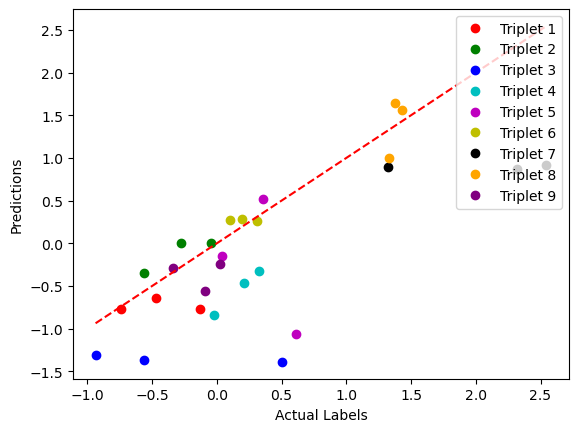 2.5
2.0
1.5
1.0
0.5
0.0
−0.5
−1.0
−1.5
Predictions
Triplet 1
Triplet 2
Triplet 3
Triplet 4
Triplet 5
Triplet 6
Triplet 7
Triplet 8
Triplet 9
−1.0 −0.5 0.0 0.5 1.0 1.5 2.0 2.5
Actual Labels